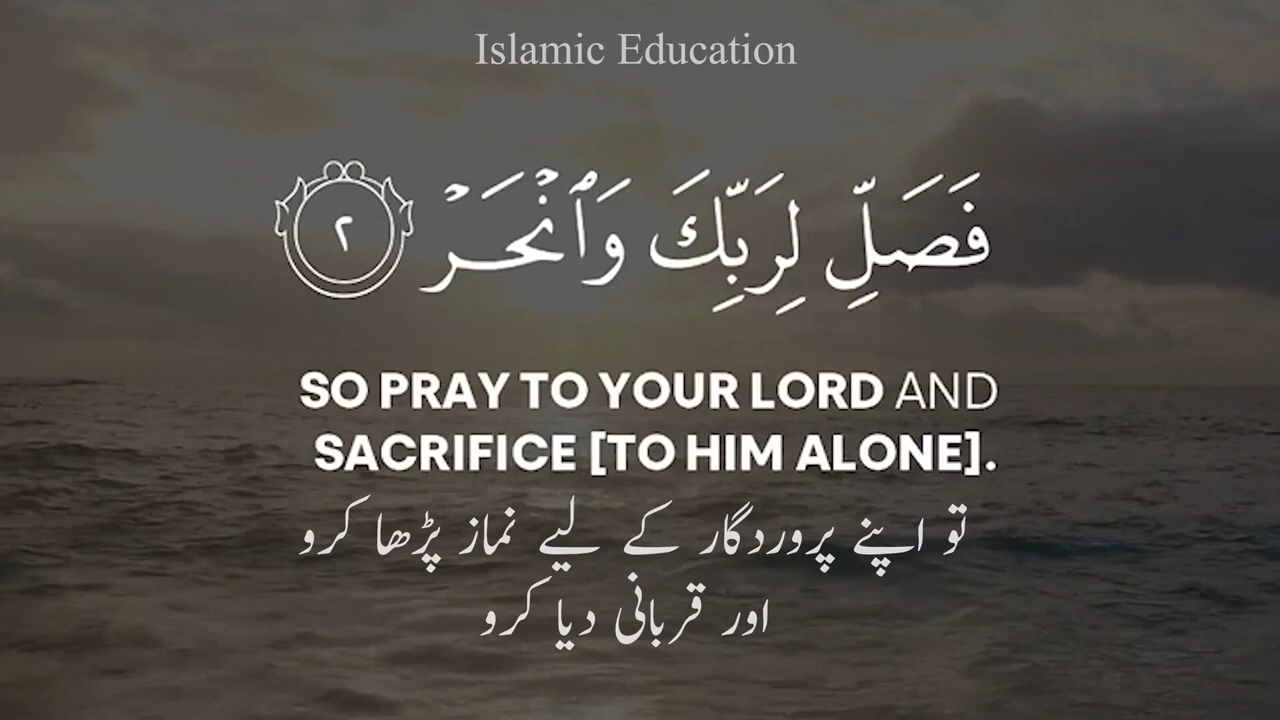 Islamic Education
فَصَلِّ لِرَبِّكَ وَٱنۡحَرۡ ٢
SO PRAY TO YOUR LORD AND
SACRIFICE [TO HIM ALONE].
تو اپنے پروردگار کے لیے نماز پڑھا کرو
اور قربانی دیا کرو